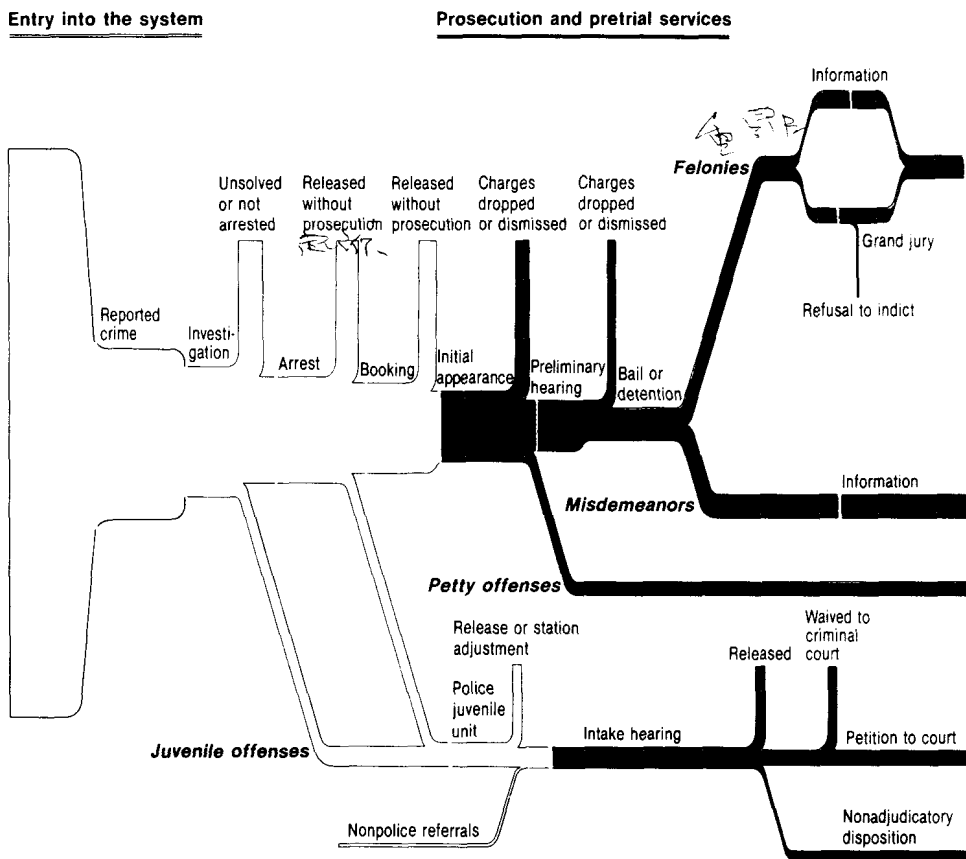 Entry into the system
Prosecution and pretrial services
Information
Felonies
Unsolved
or not
arrested
Released
without
prosecution
Released
without
prosecution
Charges
dropped
or dismissed
Charges
dropped
or dismissed
Grand jury
Refusal to indict
Reported
crime
Investi-
gation
Arrest
Booking
Initial
appearance
Preliminary
hearing
Bail or
detention
Information
Misdemeanors
Petty offenses
Release or station
adjustment
Police
juvenile
unit
Released
Waived to
criminal
court
Juvenile offenses
Intake hearing
Petition to court
Nonpolice referrals
Nonadjudicatory
disposition